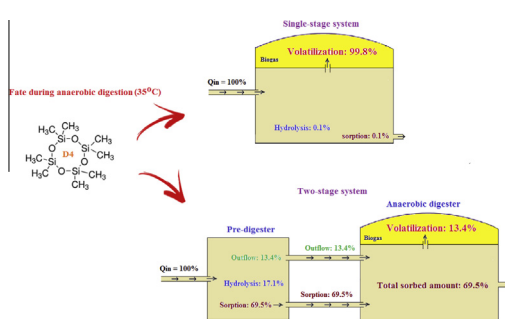 Single-stage system
Volatilization: 99.8%
Biogas
Qin = 100%
Fate during anaerobic digestion (35⁰C)
Hydrolysis: 0.1%
sorption: 0.1%
H₃C
CH₃
H₃C
Si
O
Si
CH₃
CH₃
O
D4
O
H₃C
H₃C
Si
O
Si
CH₃
CH₃
Two-stage system
Anaerobic digester
Volatilization: 13.4%
Biogas
Pre-digester
Outflow: 13.4%
Outflow: 13.4%
Qin = 100%
Hydrolysis: 17.1%
Sorption: 69.5%
Sorption: 69.5%
Total sorbed amount: 69.5%